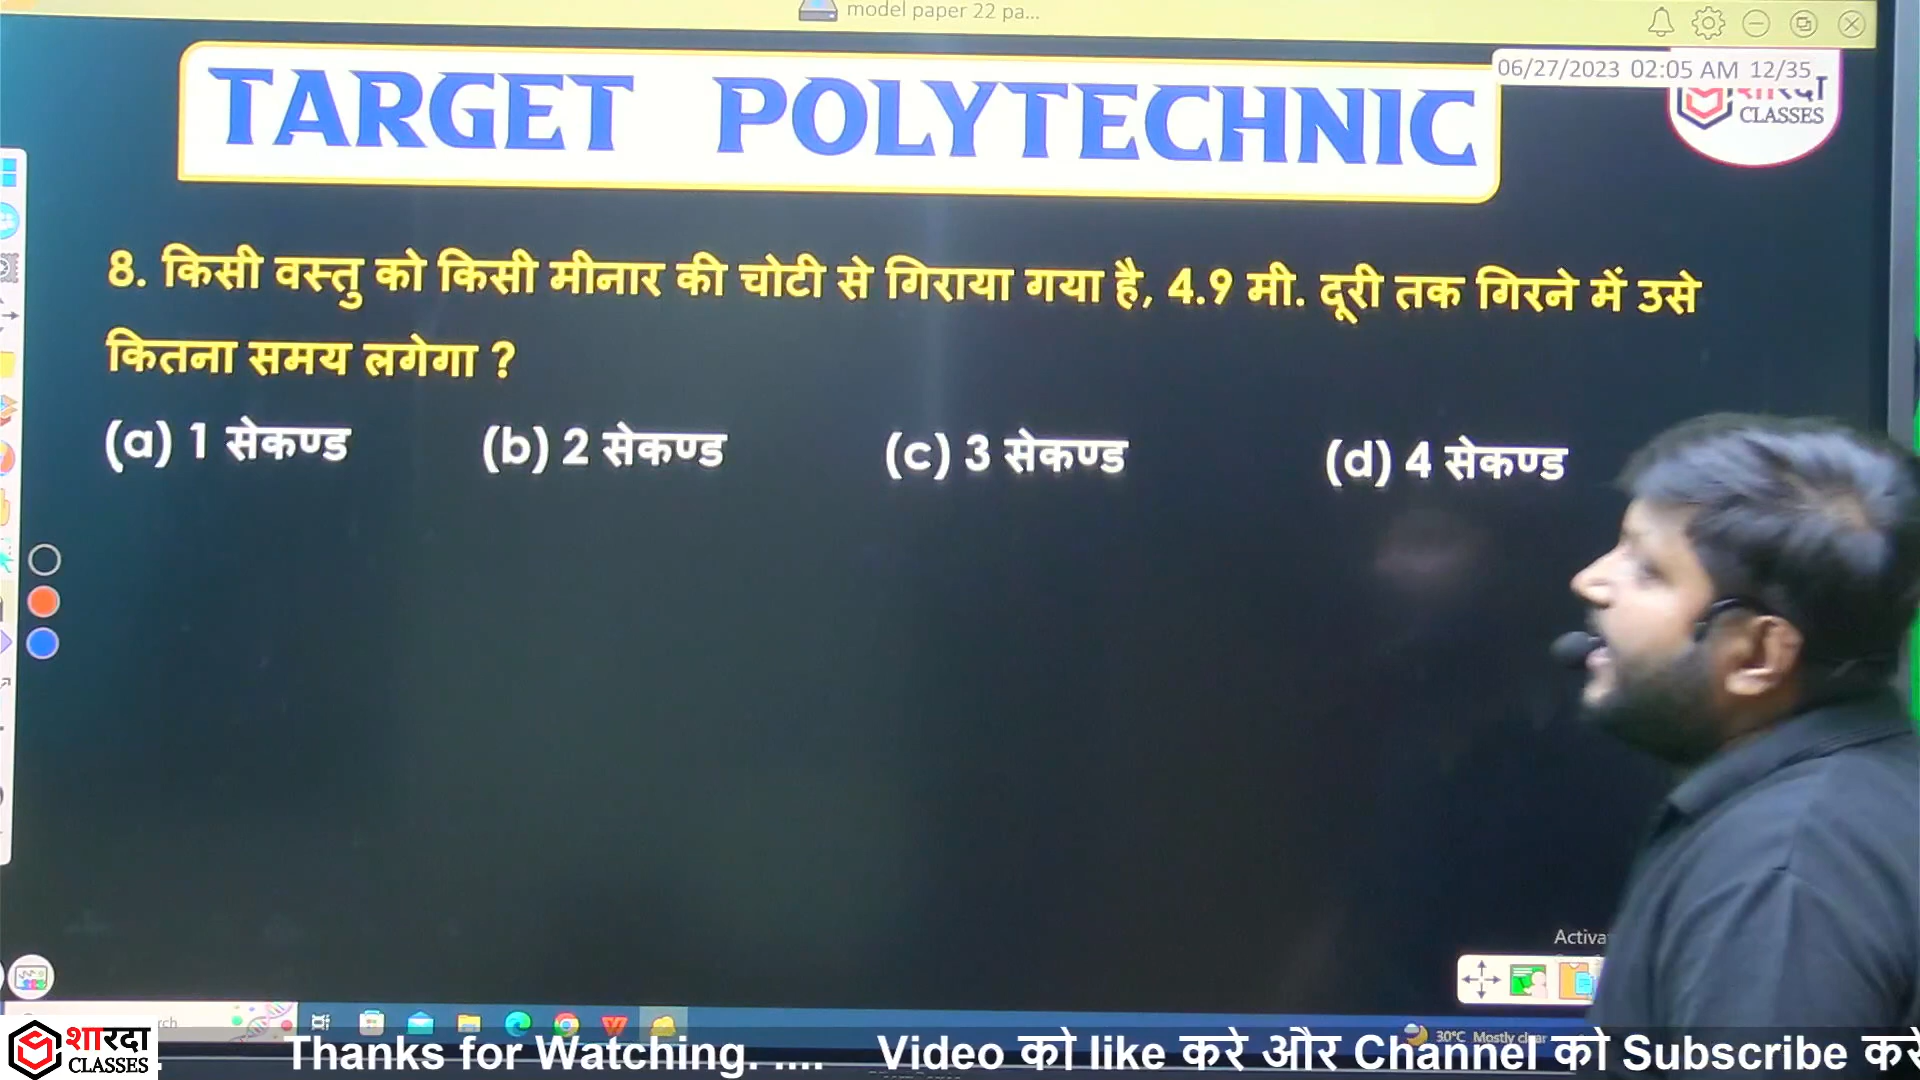 model paper 22 pa...
06/27/2023 02:05 AM 12/35
TARGET POLYTECHNIC
CLASSES
8. किसी वस्तु को किसी मीनार की चोटी से गिराया गया है, 4.9 मी. दूरी तक गिरने में उसे
कितना समय लगेगा ?
(a) 1 सेकण्ड (b) 2 सेकण्ड (c) 3 सेकण्ड (d) 4 सेकण्ड
30°C Mostly clear
शारदा
CLASSES
Thanks for Watching. .... Video को like करे और Channel को Subscribe करे